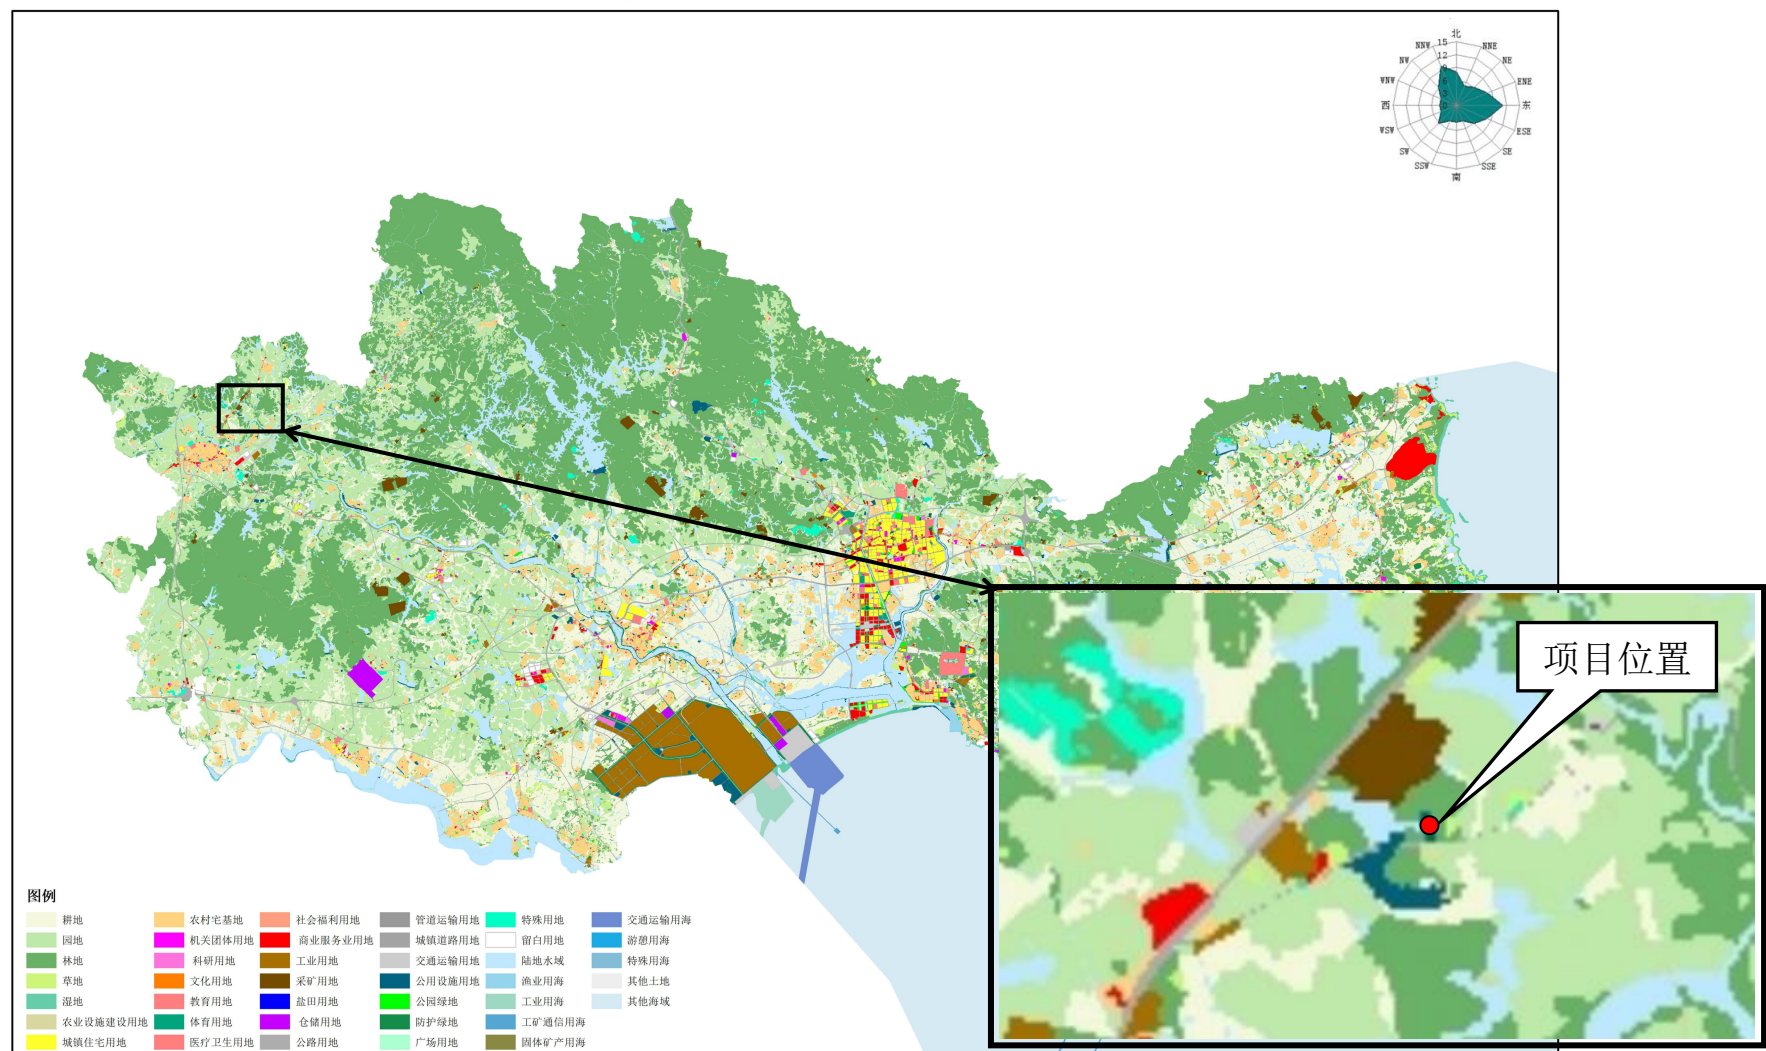 北
NNW
NNE
NW
NE
WNW
ENE
西
东
WSW
ESE
SW
SE
SSW
SSE
南
15
12
9
6
3
0
项目位置
图例
耕地
园地
林地
草地
湿地
农业设施建设用地
城镇住宅用地
农村宅基地
机关团体用地
科研用地
文化用地
教育用地
体育用地
医疗卫生用地
社会福利用地
商业服务业用地
工业用地
采矿用地
盐田用地
仓储用地
公路用地
管道运输用地
城镇道路用地
交通运输用地
公用设施用地
公园绿地
防护绿地
广场用地
特殊用地
留白用地
陆地水域
渔业用海
工业用海
工矿通信用海
固体矿产用海
交通运输用海
游憩用海
特殊用海
其他土地
其他海域